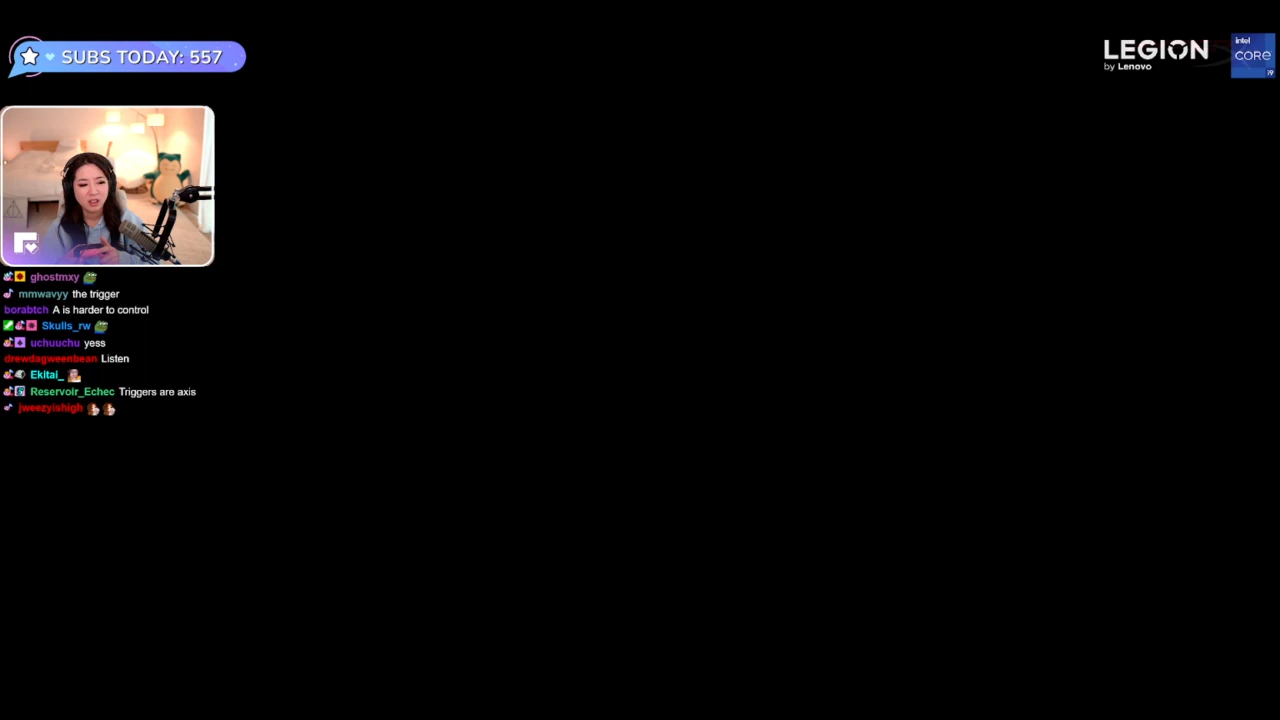 SUBS TODAY: 557
LEGION
by Lenovo
intel
CORE
i9
ghostmxy
mmwavyy the trigger
borabtch A is harder to control
Skulls_rw
uchuuchu yess
drewdagweenbean Listen
Ekitai_
Reservoir_Echec Triggers are axis
jweezyishigh